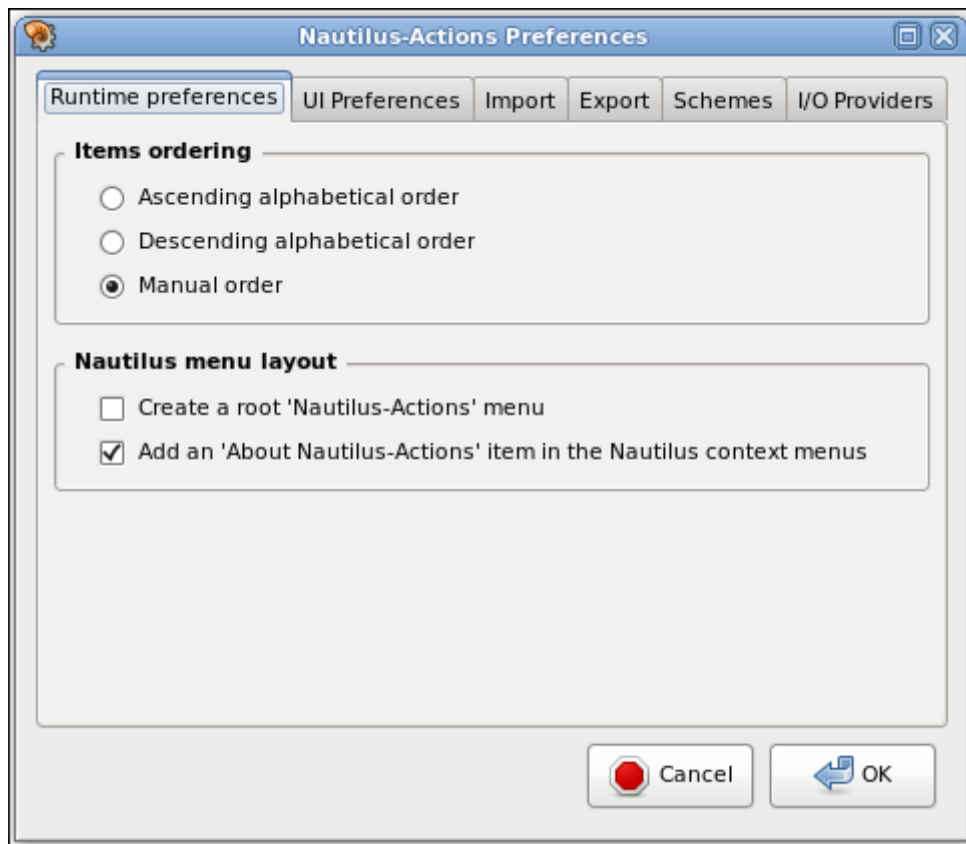 Nautilus-Actions Preferences
Runtime preferences UI Preferences Import Export Schemes I/O Providers
Items ordering
Ascending alphabetical order
Descending alphabetical order
Manual order
Nautilus menu layout
Create a root 'Nautilus-Actions' menu
Add an 'About Nautilus-Actions' item in the Nautilus context menus
Cancel OK